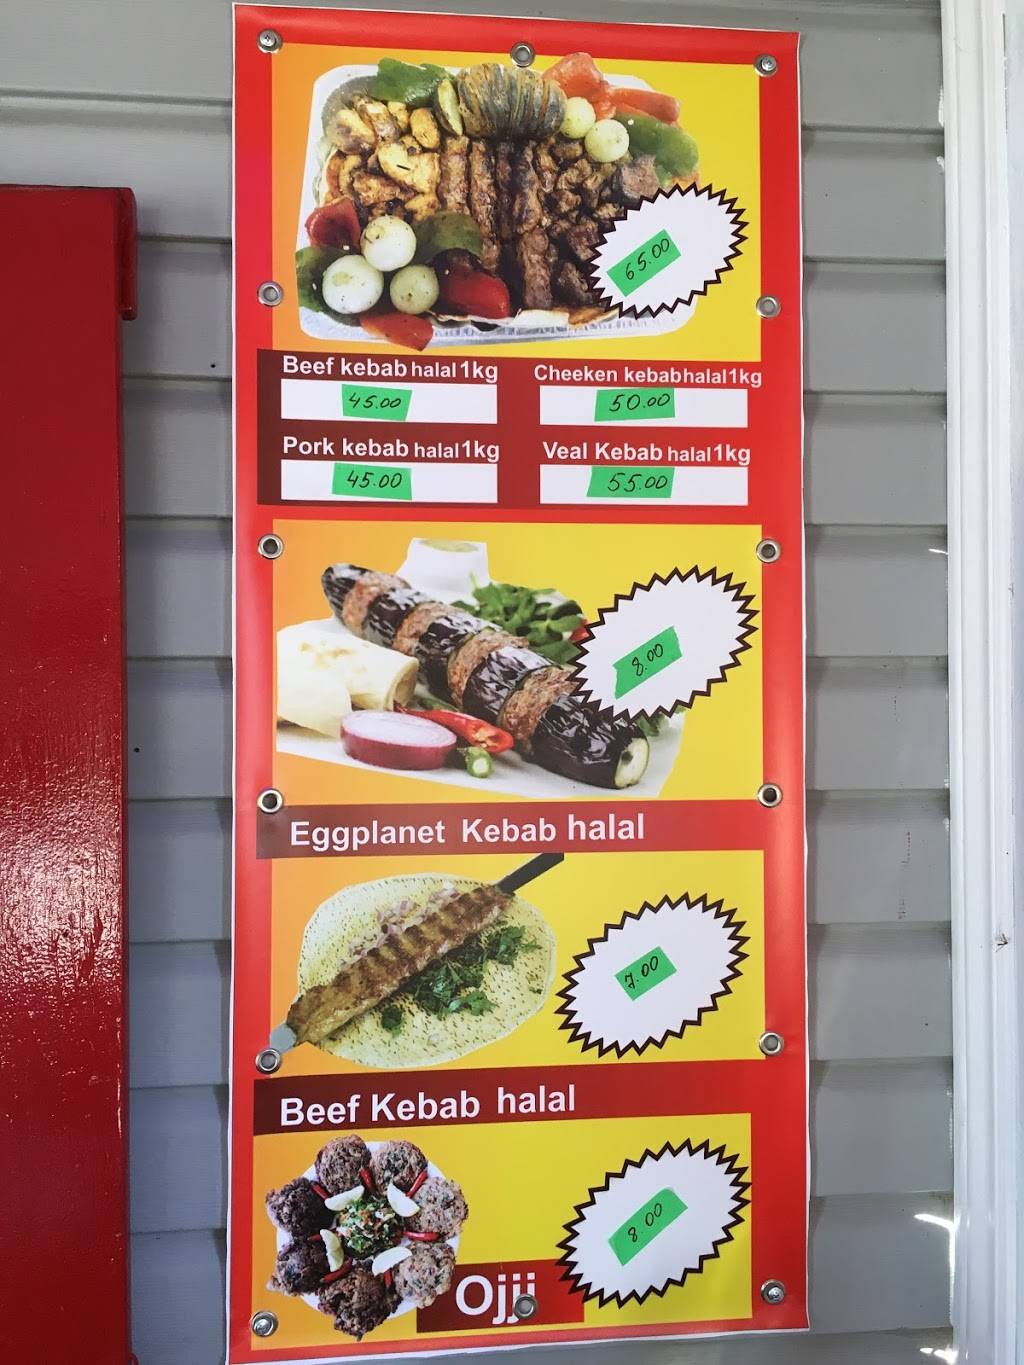 65.00
Beef kebab halal 1kg
Cheeken kebab halal 1kg
45.00
50.00
Pork kebab halal 1kg
Veal Kebab halal 1kg
45.00
55.00
8.00
Eggplanet Kebab halal
7.00
Beef Kebab halal
8.00
Ojji